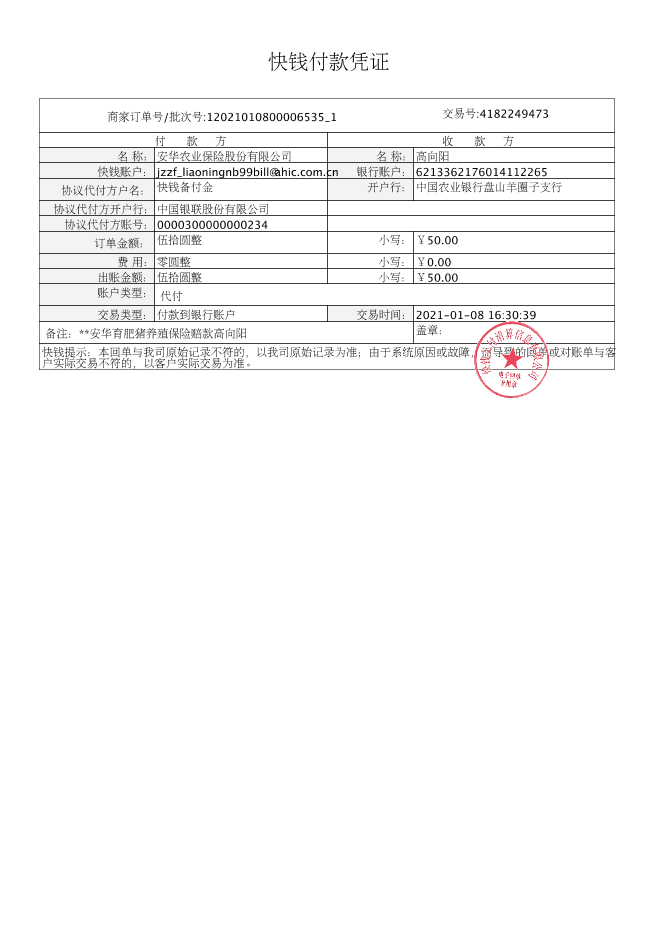 快钱付款凭证
商家订单号/批次号:12021010800006535_1 交易号:4182249473
付 款 方 收 款 方
名 称: 安华农业保险股份有限公司 名 称: 高向阳
快钱账户: jzzf_liaoningnb99bill@ahic.com.cn 银行账户: 6213362176014112265
协议代付方户名: 快钱备付金 开户行: 中国农业银行盘山羊圈子支行
协议代付方开户行: 中国银联股份有限公司
协议代付方账号: 0000300000000234
订单金额: 伍拾圆整 小写: ￥50.00
费 用: 零圆整 小写: ￥0.00
出账金额: 伍拾圆整 小写: ￥50.00
账户类型: 代付
交易类型: 付款到银行账户 交易时间: 2021-01-08 16:30:39
备注: **安华育肥猪养殖保险赔款高向阳 盖章:
快钱提示: 本回单与我司原始记录不符的, 以我司原始记录为准; 由于系统原因或故障, 而导致的回单或对账单与客
户实际交易不符的, 以客户实际交易为准。
快钱支付清算信息有限公司
电子回单
专用章